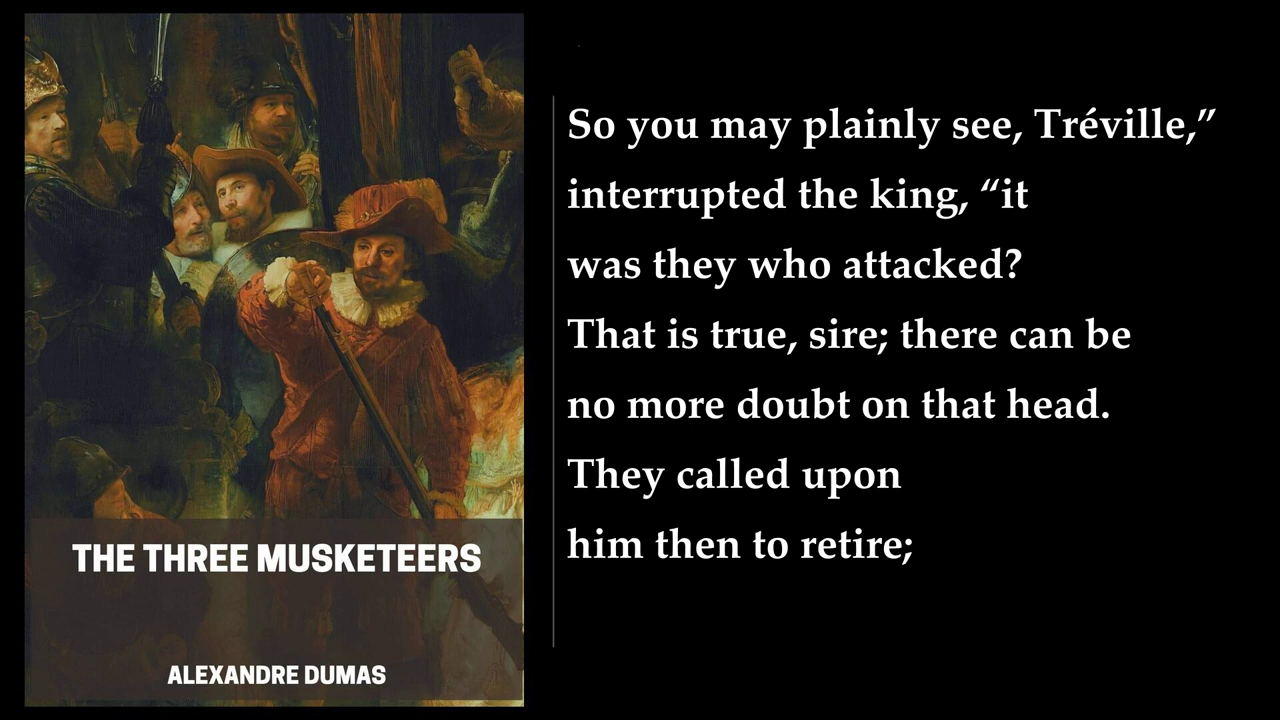 So you may plainly see, Tréville,”
interrupted the king, “it
was they who attacked?
That is true, sire; there can be
no more doubt on that head.
They called upon
him then to retire;
THE THREE MUSKETEERS
ALEXANDRE DUMAS